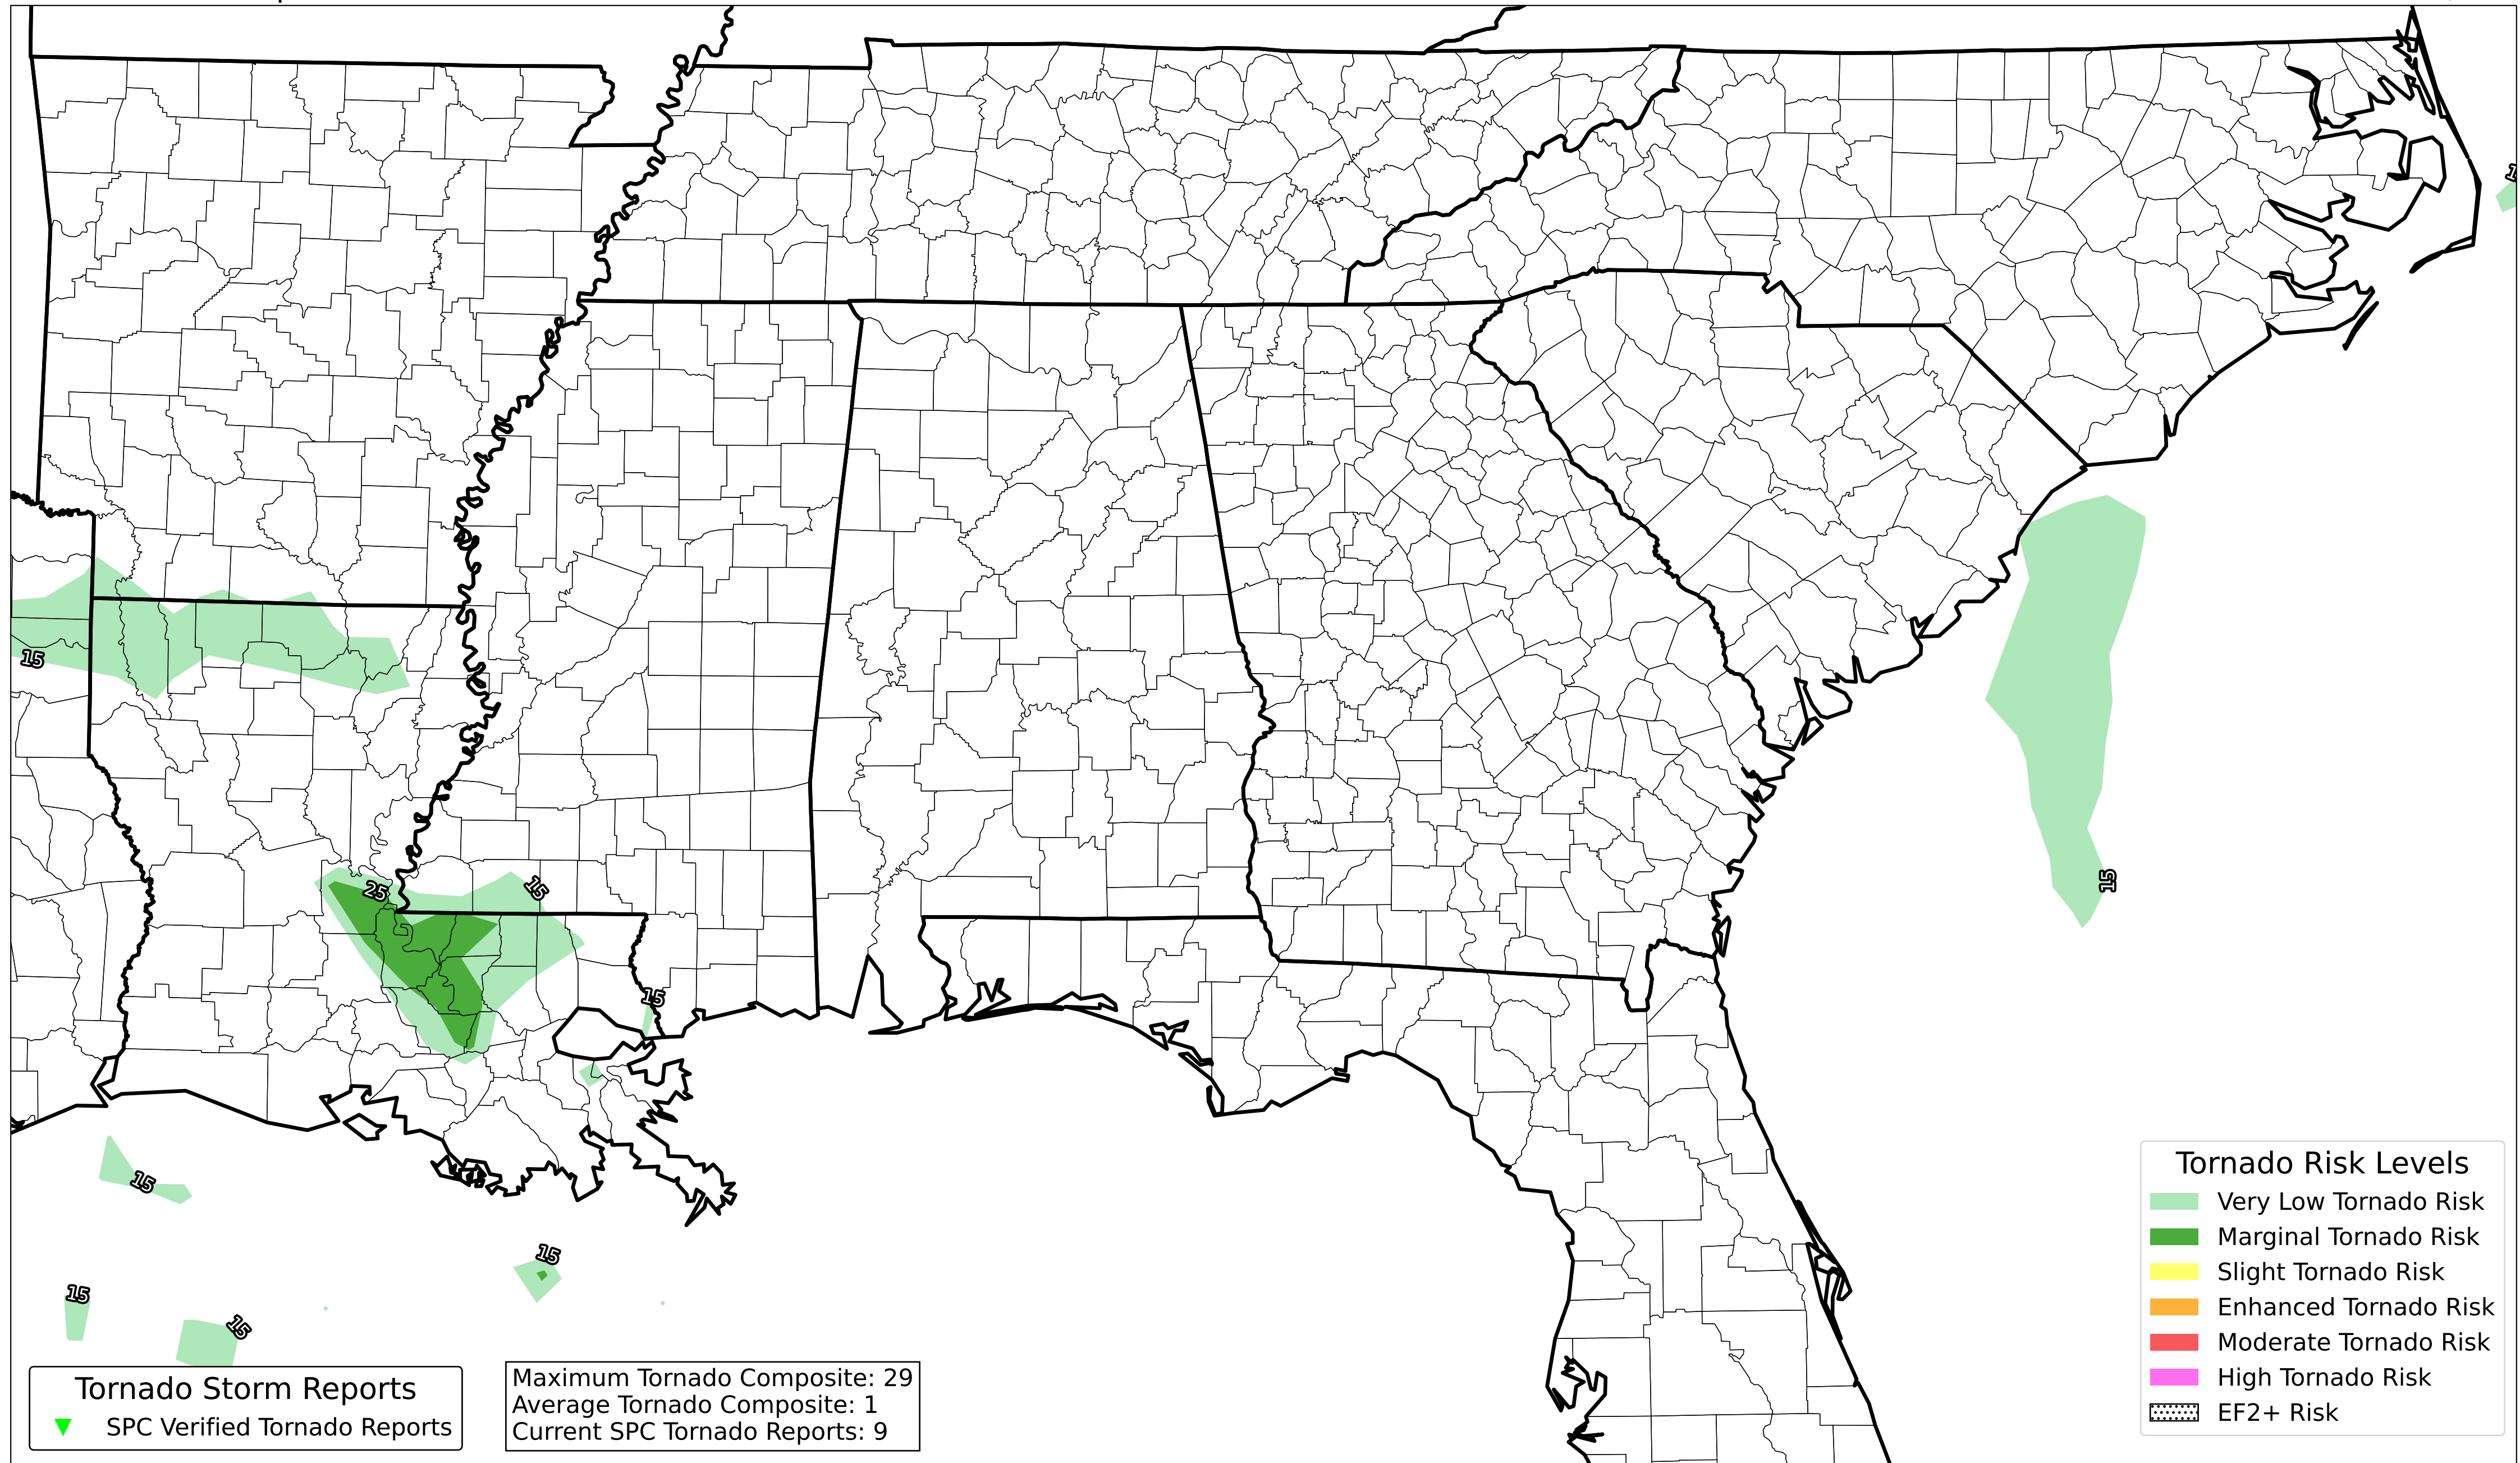 15
25
15
15
15
15
15
15
15
Tornado Risk Levels
Very Low Tornado Risk
Marginal Tornado Risk
Slight Tornado Risk
Enhanced Tornado Risk
Moderate Tornado Risk
High Tornado Risk
EF2+ Risk
Tornado Storm Reports
SPC Verified Tornado Reports
Maximum Tornado Composite: 29
Average Tornado Composite: 1
Current SPC Tornado Reports: 9